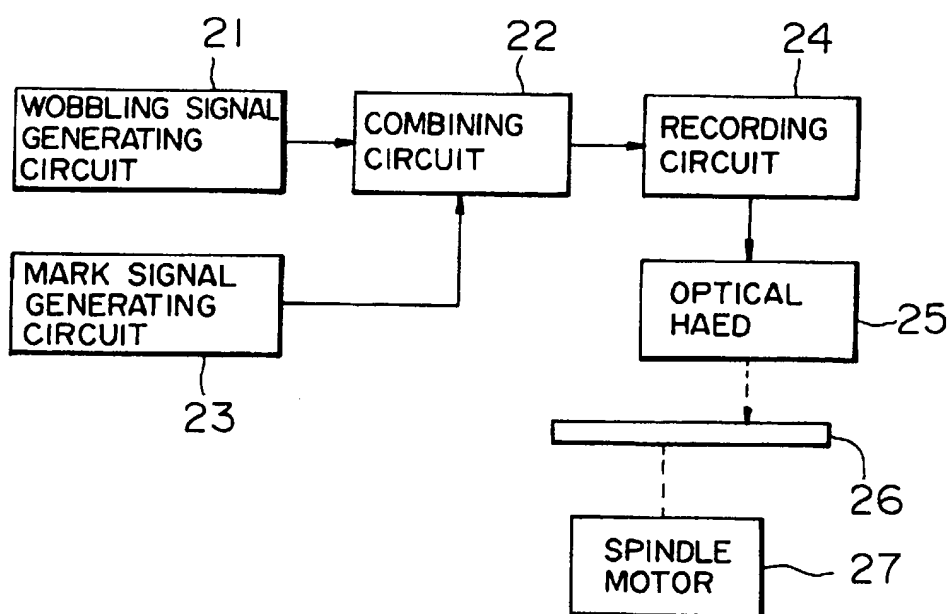 21
22
24
WOBBLING SIGNAL
GENERATING
CIRCUIT
COMBINING
CIRCUIT
RECORDING
CIRCUIT
MARK SIGNAL
GENERATING
CIRCUIT
23
OPTICAL
HAED
25
26
SPINDLE
MOTOR
27